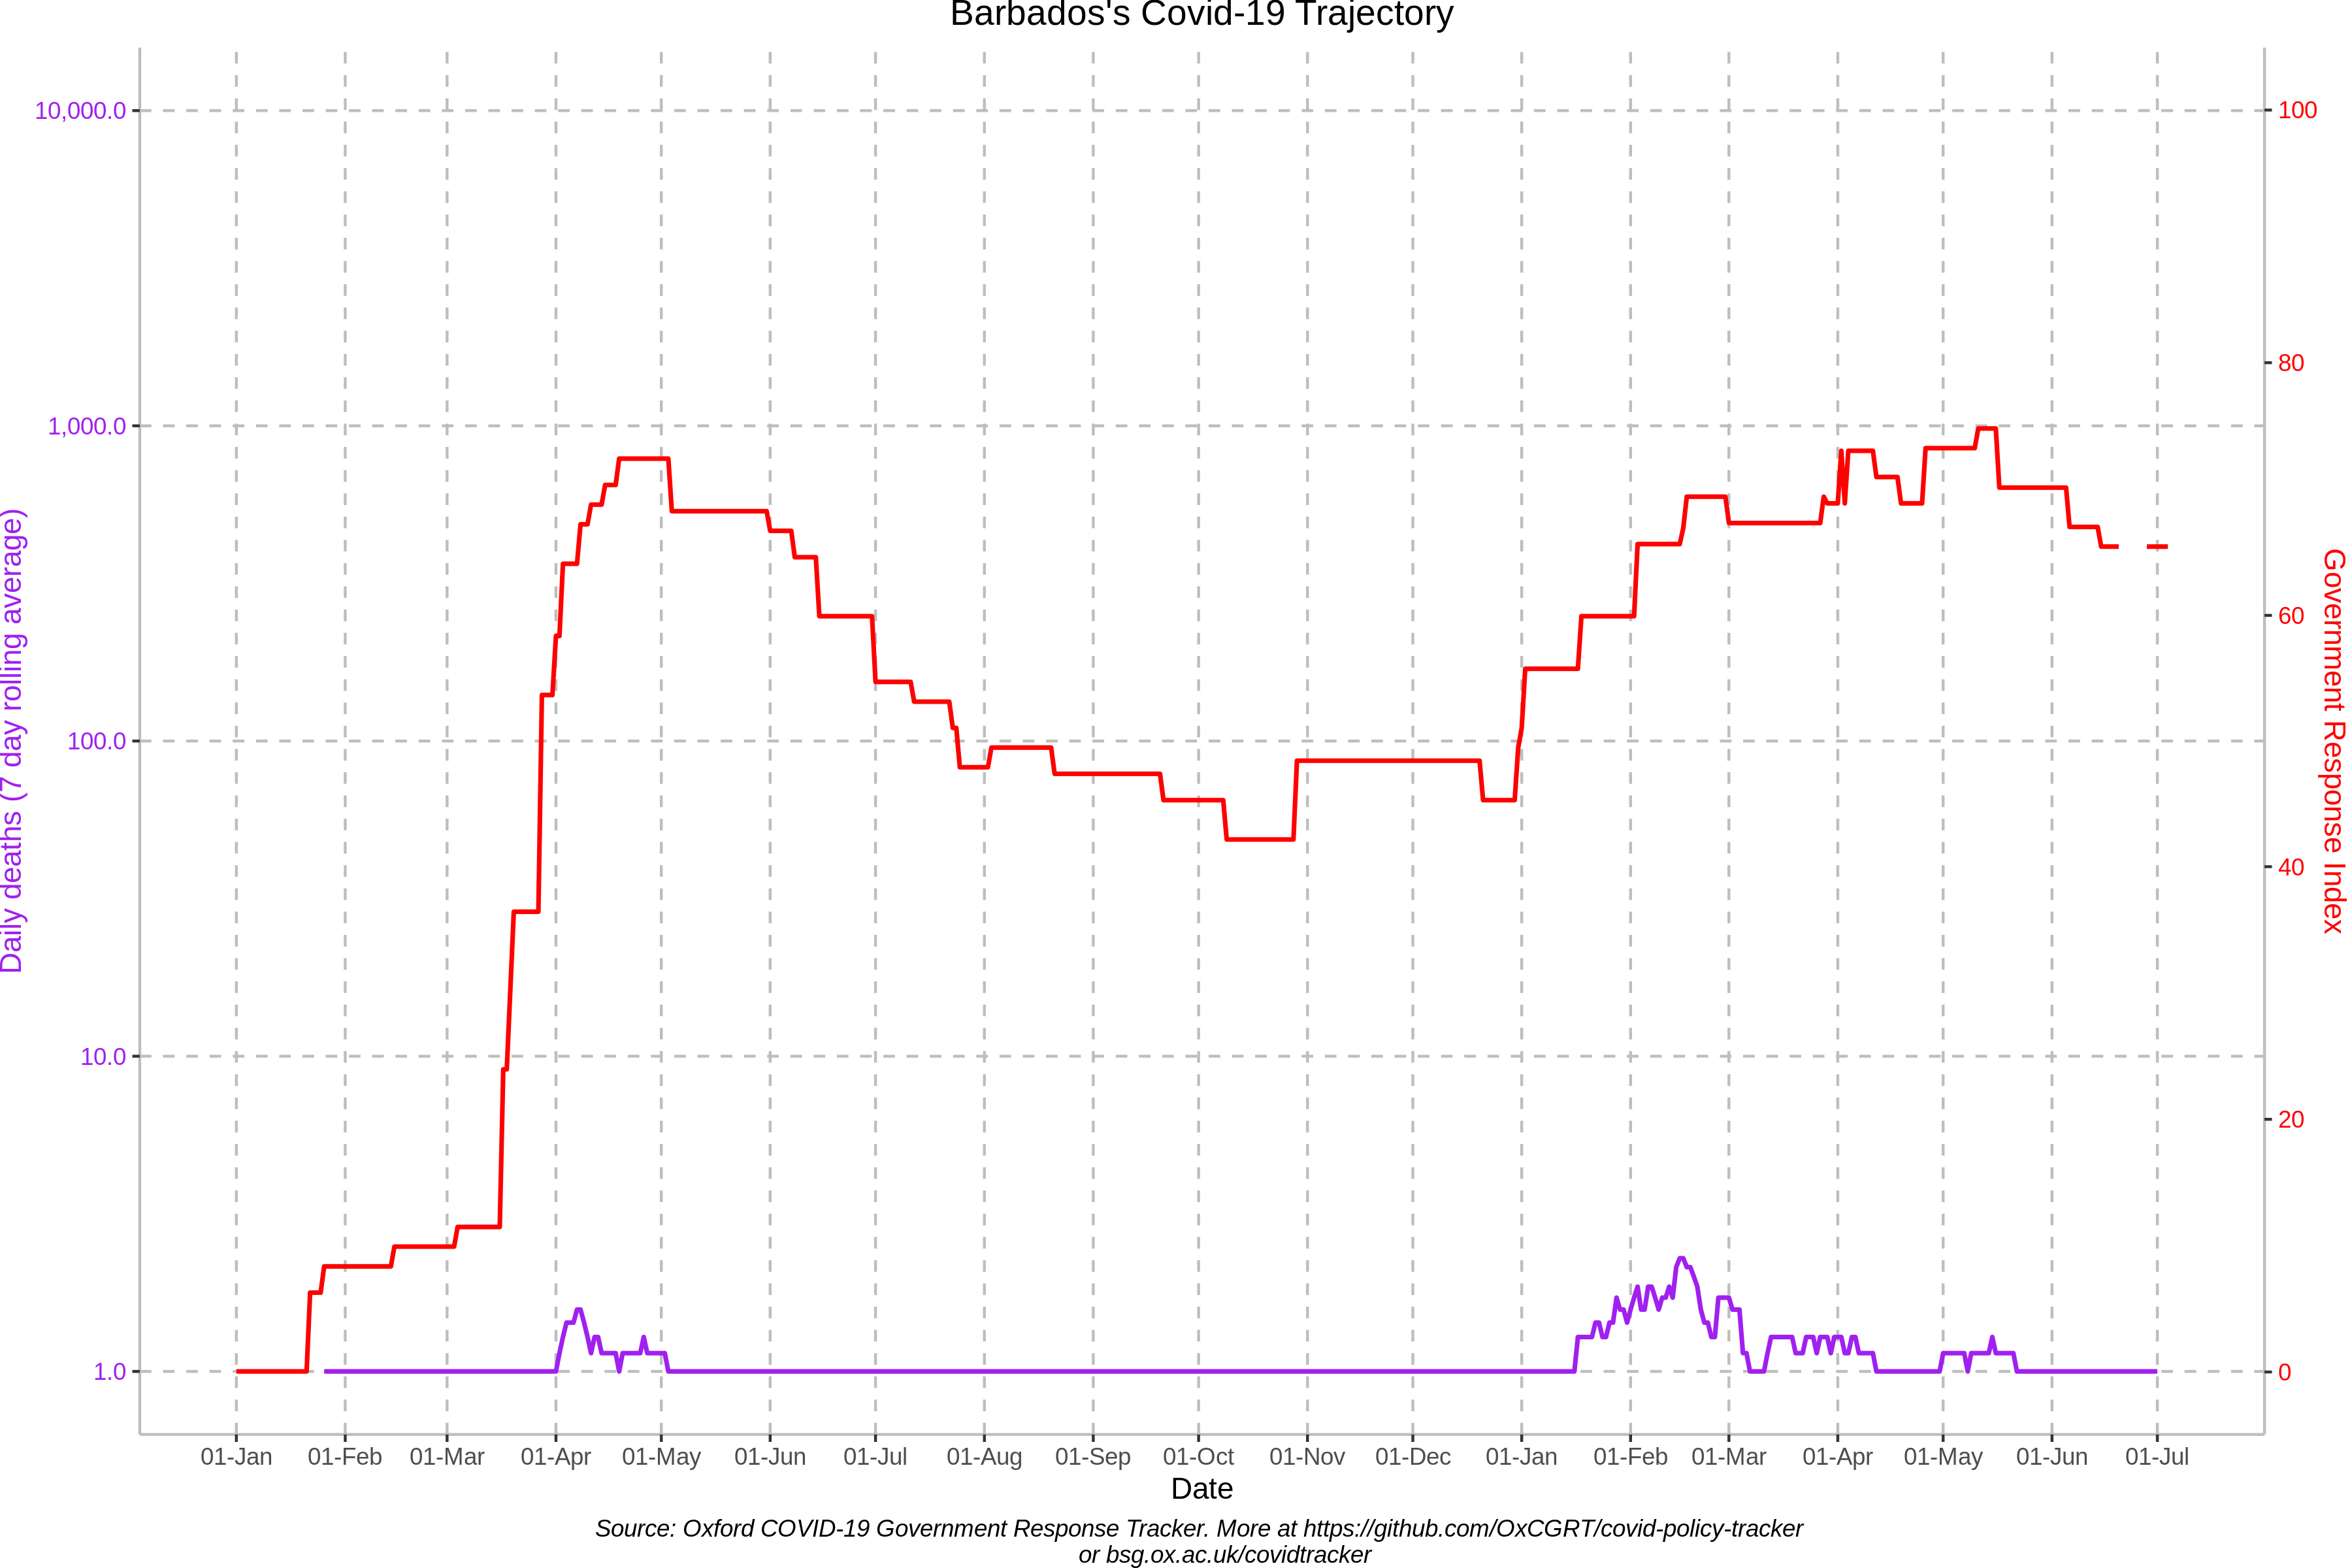 Barbados's Covid-19 Trajectory
10,000.0
1,000.0
100.0
10.0
1.0
Daily deaths (7 day rolling average)
100
80
60
40
20
0
Government Response Index
01-Jan 01-Feb 01-Mar 01-Apr 01-May 01-Jun 01-Jul 01-Aug 01-Sep 01-Oct 01-Nov 01-Dec 01-Jan 01-Feb 01-Mar 01-Apr 01-May 01-Jun 01-Jul
Date
Source: Oxford COVID-19 Government Response Tracker. More at https://github.com/OxCGRT/covid-policy-tracker
or bsg.ox.ac.uk/covidtracker